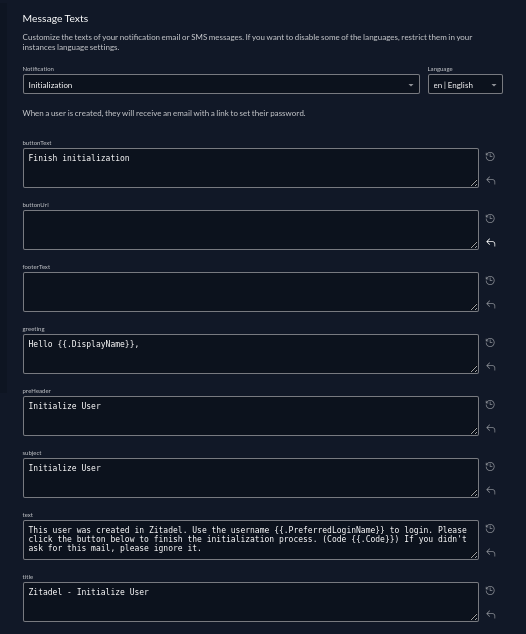 Message Texts
Customize the texts of your notification email or SMS messages. If you want to disable some of the languages, restrict them in your
instances language settings.
Notification
Language
Initialization
en | English
When a user is created, they will receive an email with a link to set their password.
buttonText
Finish initialization
buttonUrl
footerText
greeting
Hello {{.DisplayName}},
preHeader
Initialize User
subject
Initialize User
text
This user was created in Zitadel. Use the username {{.PreferredLoginName}} to login. Please
click the button below to finish the initialization process. (Code {{.Code}}) If you didn't
ask for this mail, please ignore it.
title
Zitadel - Initialize User